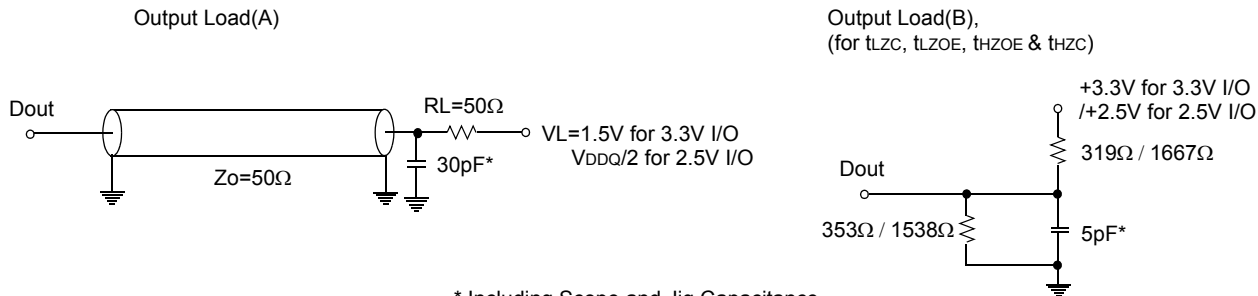 Output Load(A)
Dout
Zo=50Ω
RL=50Ω
30pF*
VL=1.5V for 3.3V I/O
VDDQ/2 for 2.5V I/O
Output Load(B),
(for tLZC, tLZOE, tHZOE & tHZC)
+3.3V for 3.3V I/O
/+2.5V for 2.5V I/O
319Ω / 1667Ω
Dout
353Ω / 1538Ω
5pF*
* Including Scope and Jig Capacitance